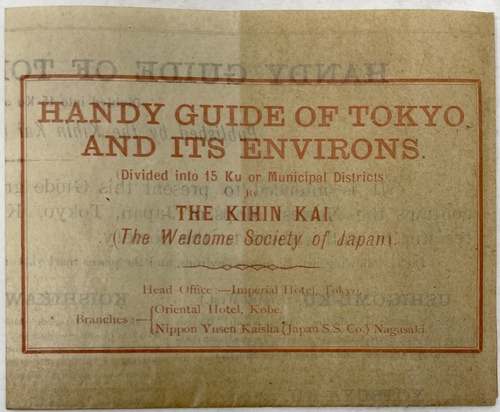 HANDY GUIDE OF TOKYO
AND ITS ENVIRONS.
(Divided into 15 Ku or Municipal Districts)
BY
THE KIHIN KAI.
(The Welcome Society of Japan).
Head Office :—Imperial Hotel, Tokyo.
Branches :—{Oriental Hotel, Kobe.
Nippon Yusen Kaisha (Japan S.S. Co.) Nagasaki.